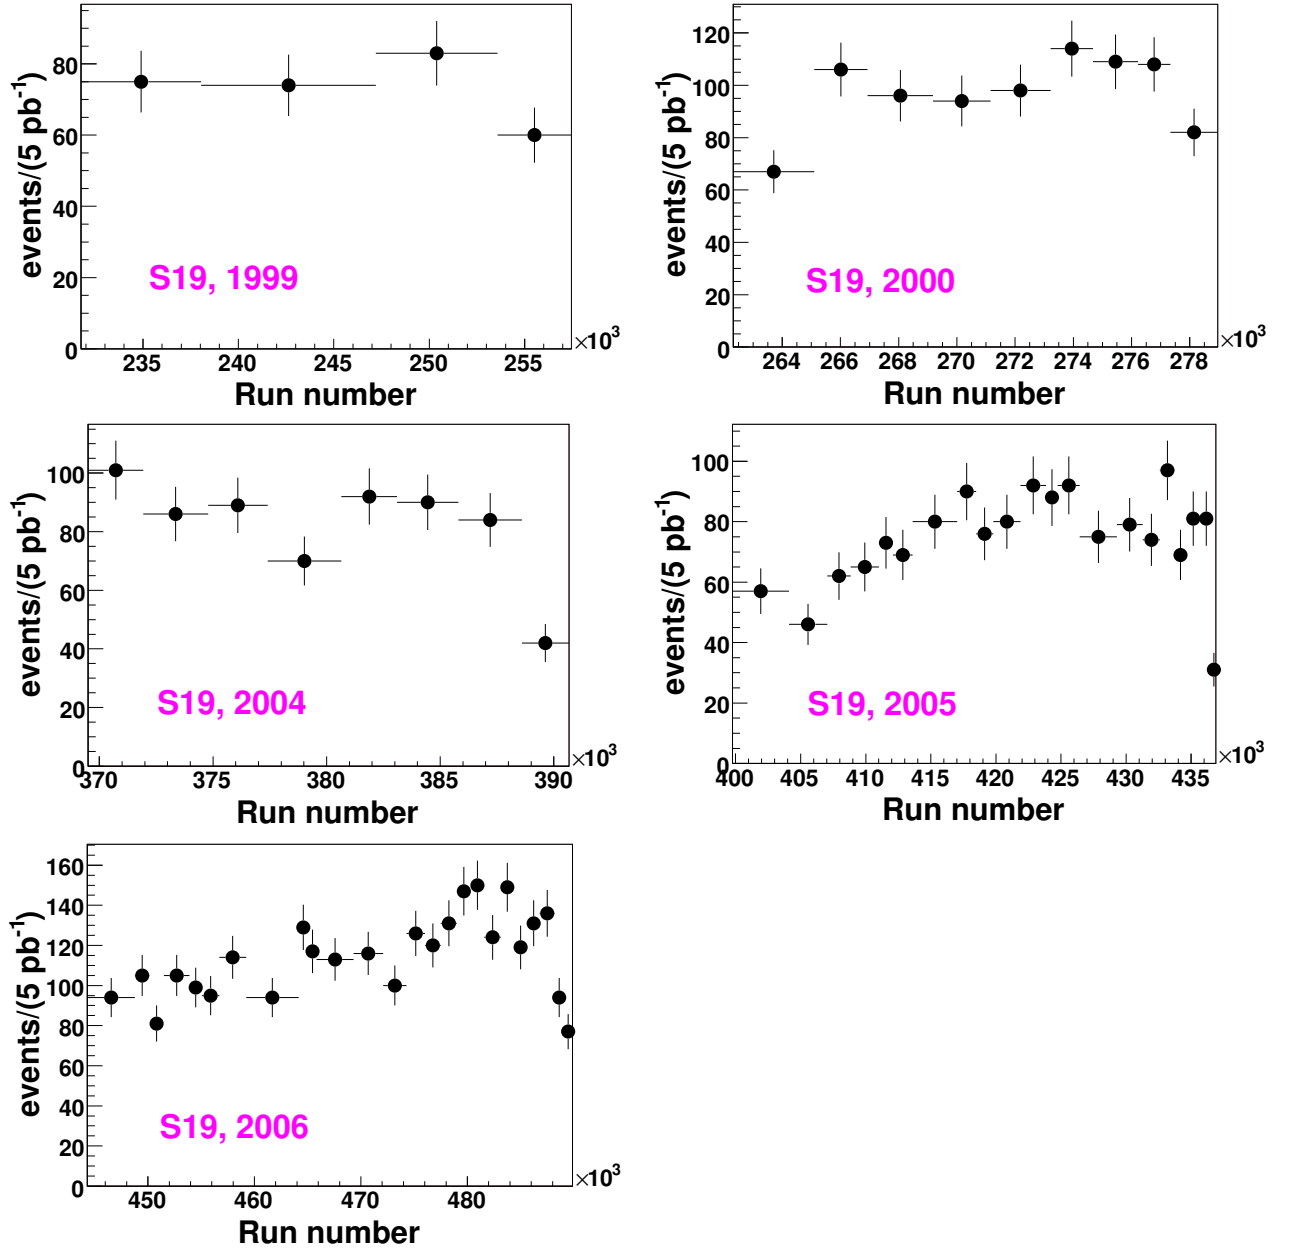 events/(5 pb⁻¹)
80
60
40
20
0
S19, 1999
235 240 245 250 255
×10³
Run number
events/(5 pb⁻¹)
120
100
80
60
40
20
0
S19, 2000
264 266 268 270 272 274 276 278
×10³
Run number
events/(5 pb⁻¹)
100
80
60
40
20
0
S19, 2004
370 375 380 385 390
×10³
Run number
events/(5 pb⁻¹)
100
80
60
40
20
0
S19, 2005
400 405 410 415 420 425 430 435
×10³
Run number
events/(5 pb⁻¹)
160
140
120
100
80
60
40
20
0
S19, 2006
450 460 470 480
×10³
Run number